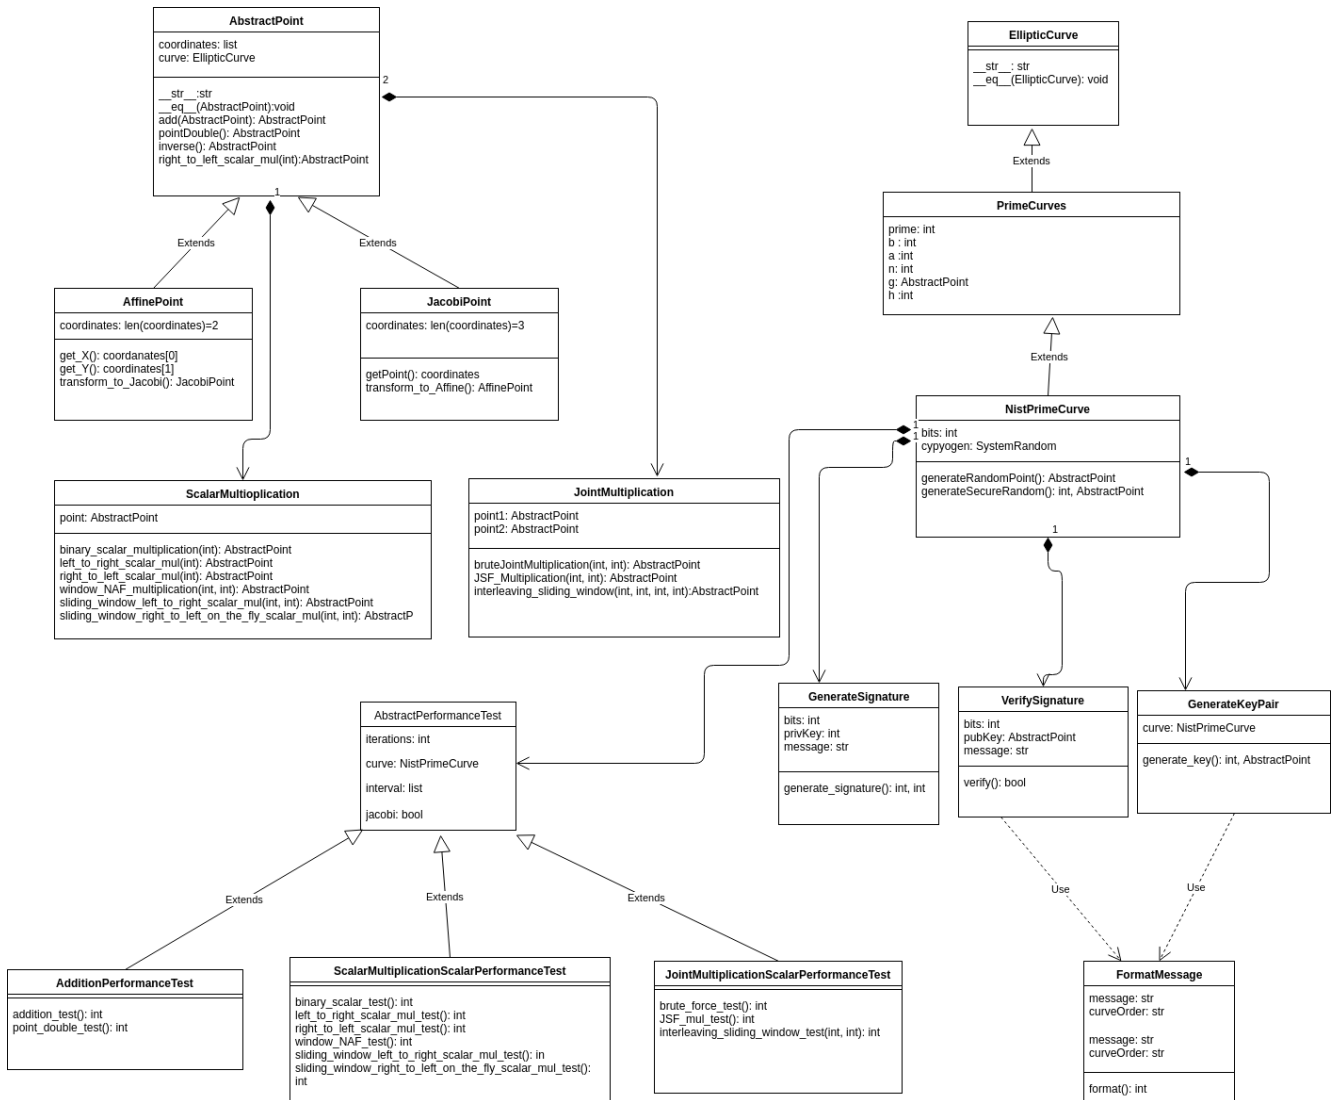 AbstractPoint
coordinates: list
curve: EllipticCurve
__str__:str
__eq__(AbstractPoint):void
add(AbstractPoint): AbstractPoint
pointDouble(): AbstractPoint
inverse(): AbstractPoint
right_to_left_scalar_mul(int):AbstractPoint
2
1
EllipticCurve
__str__: str
__eq__(EllipticCurve): void
Extends
PrimeCurves
prime: int
b : int
a :int
n: int
g: AbstractPoint
h :int
Extends
Extends
Extends
AffinePoint
coordinates: len(coordinates)=2
get_X(): coordanates[0]
get_Y(): coordinates[1]
transform_to_Jacobi(): JacobiPoint
JacobiPoint
coordinates: len(coordinates)=3
getPoint(): coordinates
transform_to_Affine(): AffinePoint
NistPrimeCurve
bits: int
cypyogen: SystemRandom
generateRandomPoint(): AbstractPoint
generateSecureRandom(): int, AbstractPoint
1
1
1
1
ScalarMultioplication
point: AbstractPoint
binary_scalar_multiplication(int): AbstractPoint
left_to_right_scalar_mul(int): AbstractPoint
right_to_left_scalar_mul(int): AbstractPoint
window_NAF_multiplication(int, int): AbstractPoint
sliding_window_left_to_right_scalar_mul(int, int): AbstractPoint
sliding_window_right_to_left_on_the_fly_scalar_mul(int, int): AbstractP
JointMultiplication
point1: AbstractPoint
point2: AbstractPoint
bruteJointMultiplication(int, int): AbstractPoint
JSF_Multiplication(int, int): AbstractPoint
interleaving_sliding_window(int, int, int, int):AbstractPoint
GenerateSignature
bits: int
privKey: int
message: str
generate_signature(): int, int
VerifySignature
bits: int
pubKey: AbstractPoint
message: str
verify(): bool
GenerateKeyPair
curve: NistPrimeCurve
generate_key(): int, AbstractPoint
AbstractPerformanceTest
iterations: int
curve: NistPrimeCurve
interval: list
jacobi: bool
Extends
Extends
Extends
Use
Use
AdditionPerformanceTest
addition_test(): int
point_double_test(): int
ScalarMultiplicationScalarPerformanceTest
binary_scalar_test(): int
left_to_right_scalar_mul_test(): int
right_to_left_scalar_mul_test(): int
window_NAF_test(): int
sliding_window_left_to_right_scalar_mul_test(): in
sliding_window_right_to_left_on_the_fly_scalar_mul_test():
int
JointMultiplicationScalarPerformanceTest
brute_force_test(): int
JSF_mul_test(): int
interleaving_sliding_window_test(int, int): int
FormatMessage
message: str
curveOrder: str
message: str
curveOrder: str
format(): int